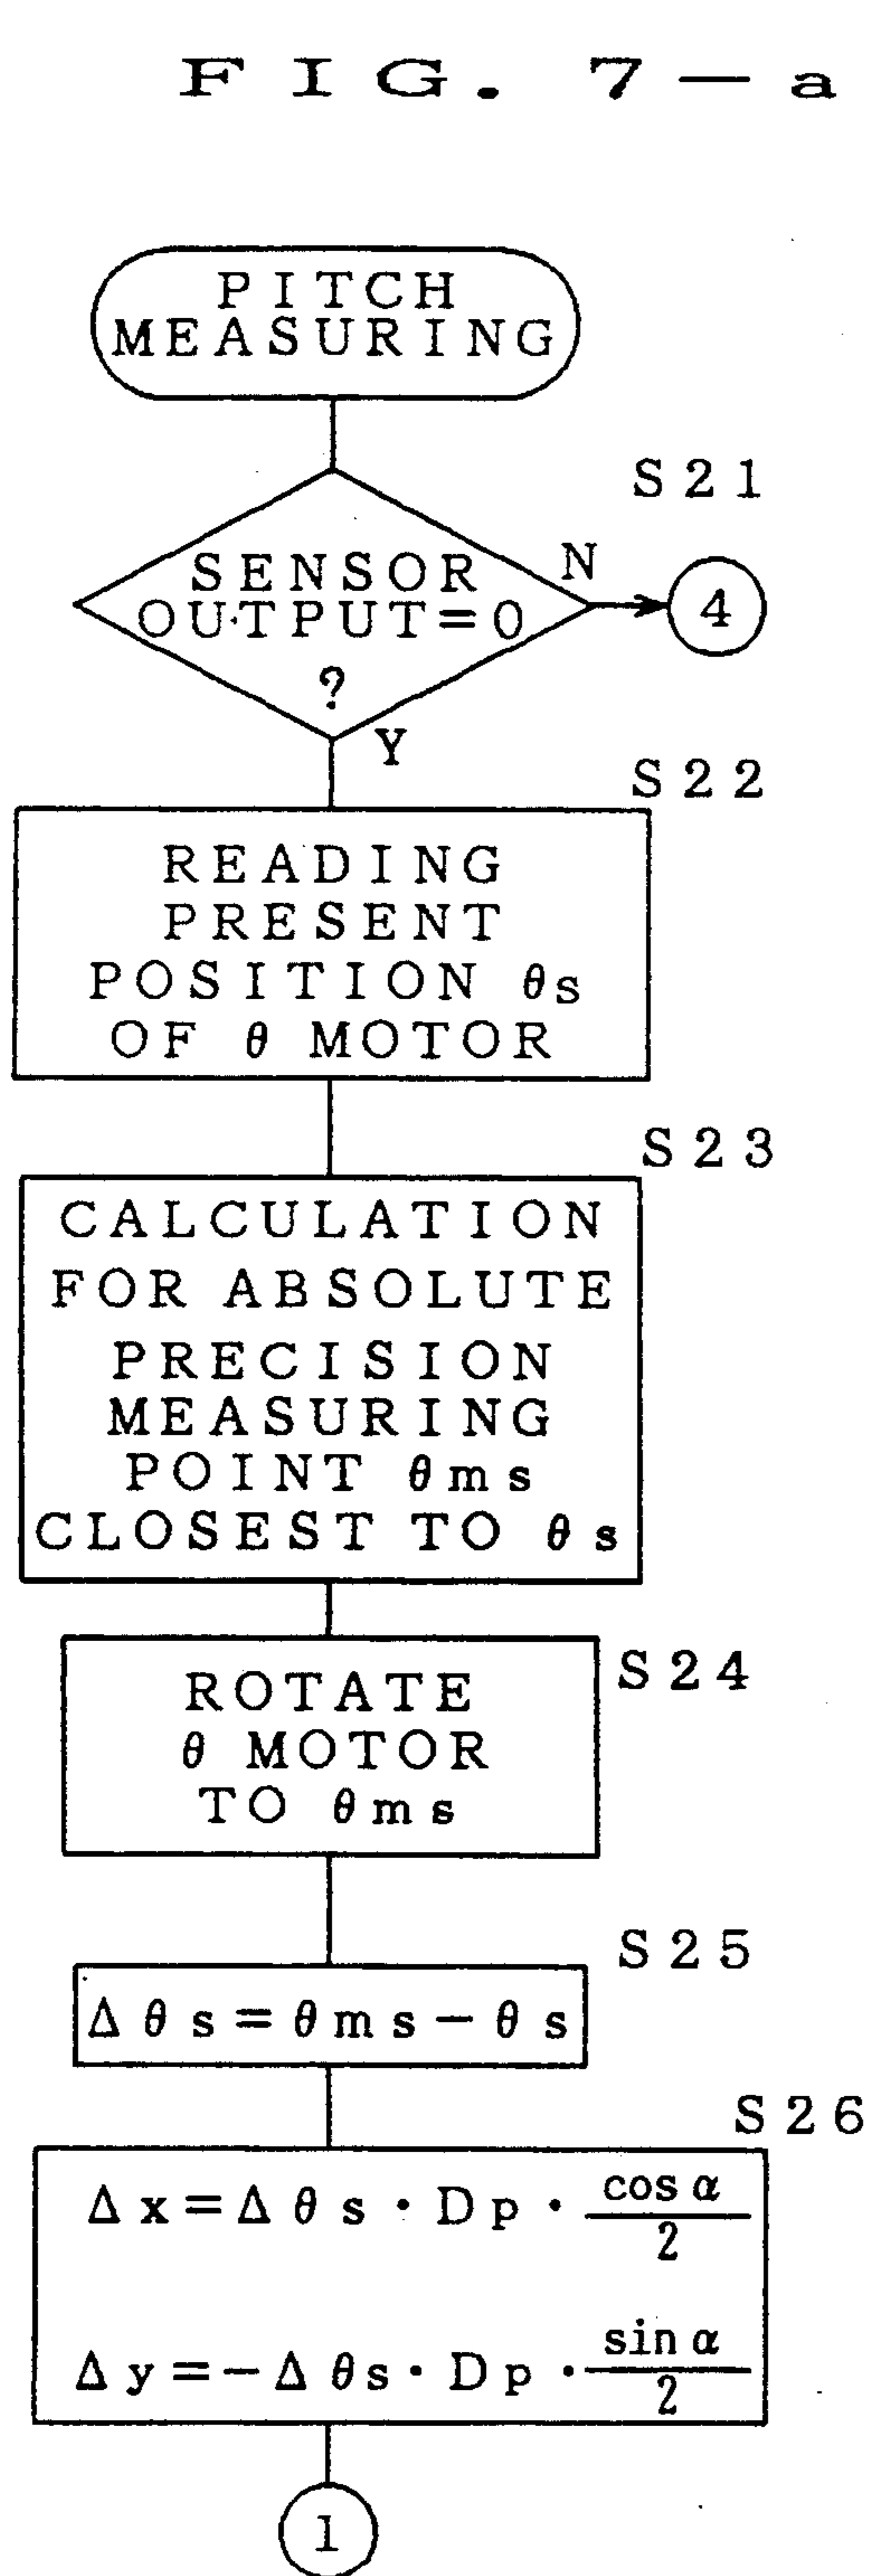 FIG. 7-a
PITCH
MEASURING
S21
SENSOR
OUTPUT=0
?
N
4
Y
S22
READING
PRESENT
POSITION θs
OF θ MOTOR
S23
CALCULATION
FOR ABSOLUTE
PRECISION
MEASURING
POINT θms
CLOSEST TO θs
S24
ROTATE
θ MOTOR
TO θms
S25
Δθs=θms-θs
S26
Δx=Δθs·Dp·cosα/2
Δy=-Δθs·Dp·sinα/2
1